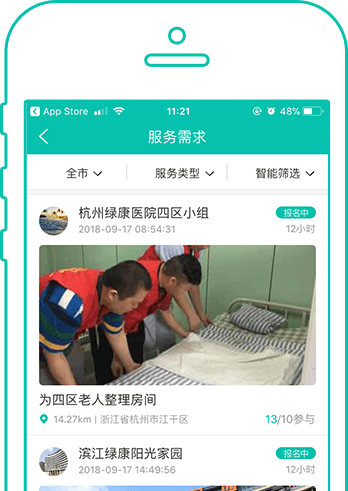 App Store 11:21 48%
服务需求
全市 服务类型 智能筛选
杭州绿康医院四区小组 报名中
2018-09-17 08:54:31 12小时
为四区老人整理房间
14.27km | 浙江省杭州市江干区 13/10参与
滨江绿康阳光家园 报名中
2018-09-17 14:49:56 12小时